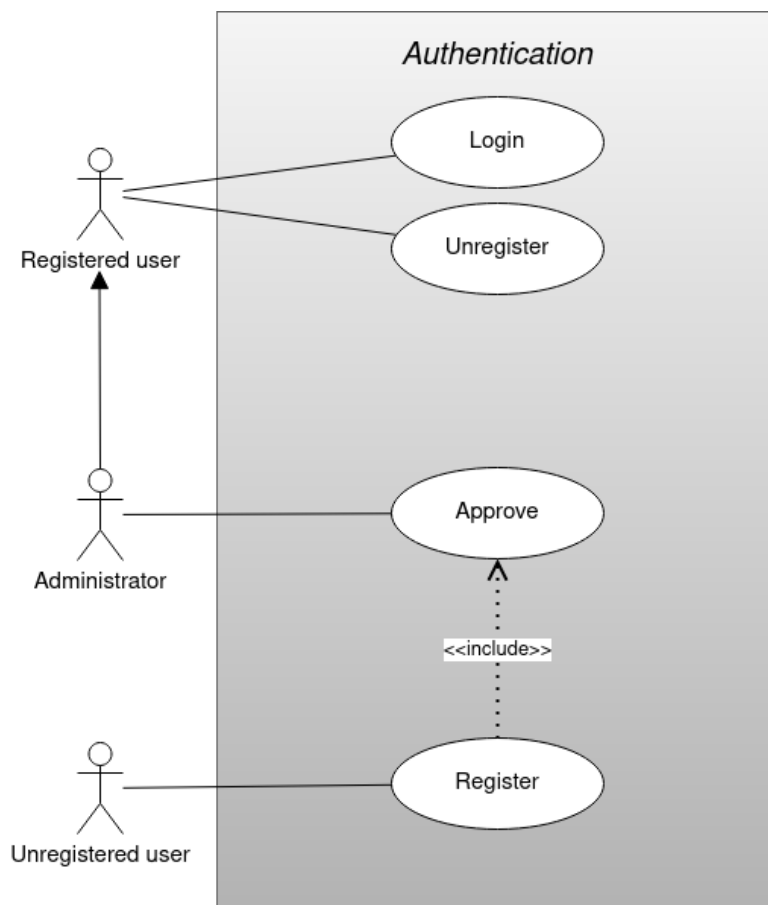 Authentication
Login
Unregister
Registered user
Approve
Administrator
<<include>>
Register
Unregistered user